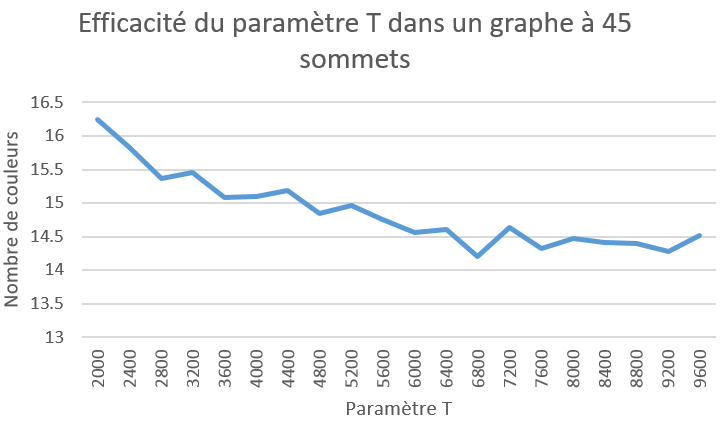 Efficacité du paramètre T dans un graphe à 45
sommets
Nombre de couleurs
16.5
16
15.5
15
14.5
14
13.5
13
2000 2400 2800 3200 3600 4000 4400 4800 5200 5600 6000 6400 6800 7200 7600 8000 8400 8800 9200 9600
Paramètre T